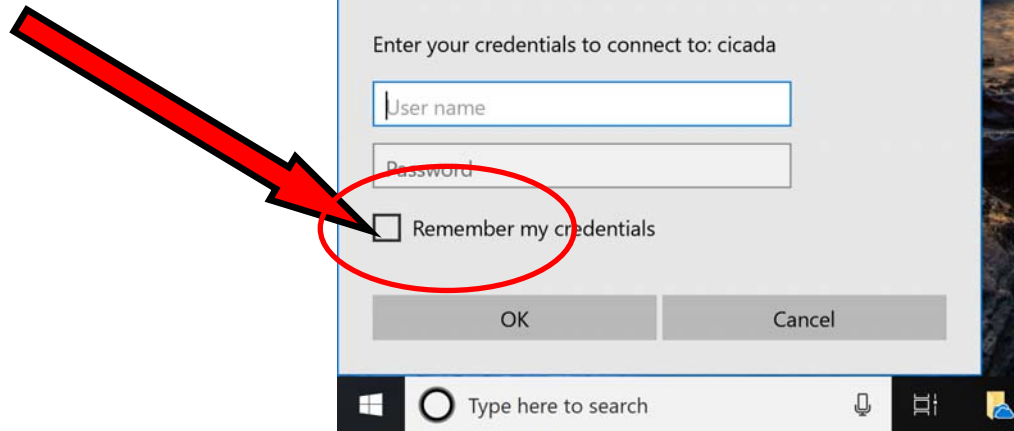 Enter your credentials to connect to: cicada
User name
Password
Remember my credentials
OK Cancel
Type here to search